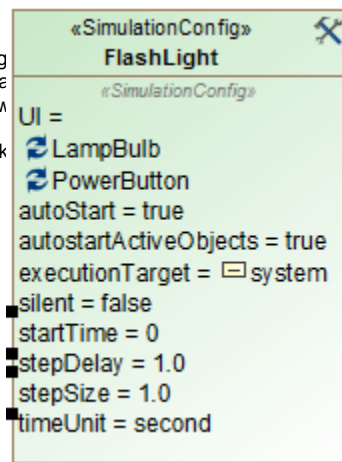 «SimulationConfig»
FlashLight
«SimulationConfig»
UI =
LampBulb
PowerButton
autoStart = true
autostartActiveObjects = true
executionTarget = system
silent = false
startTime = 0
stepDelay = 1.0
stepSize = 1.0
timeUnit = second